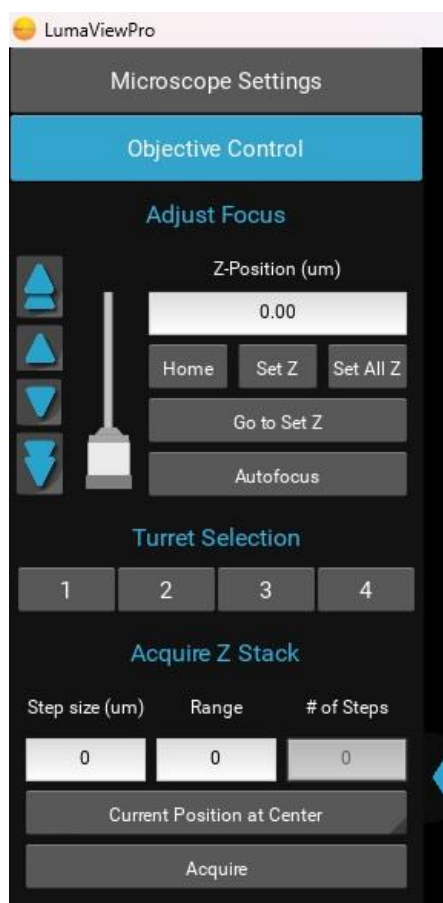 LumaViewPro
Microscope Settings
Objective Control
Adjust Focus
Z-Position (um)
0.00
Home Set Z Set All Z
Go to Set Z
Autofocus
Turret Selection
1 2 3 4
Acquire Z Stack
Step size (um) Range # of Steps
0 0 0
Current Position at Center
Acquire